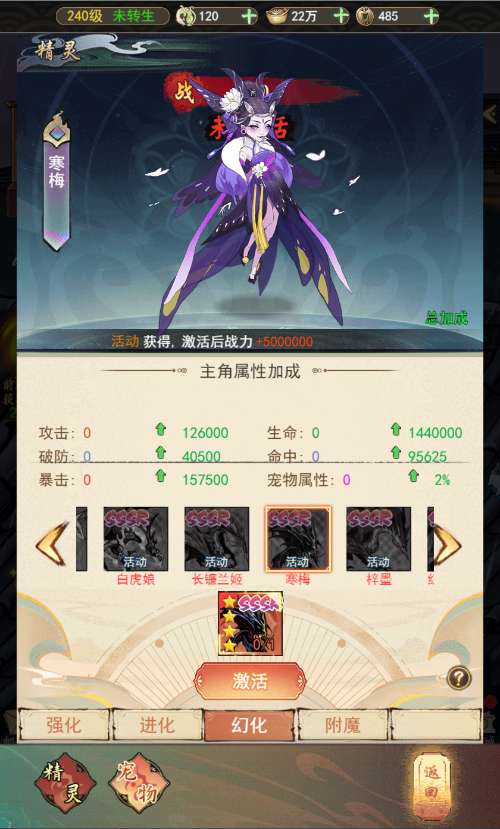 240级 未转生 120 22万 485
精灵
战
未 活
寒梅
总加成
活动 获得, 激活后战力 +5000000
主角属性加成
攻击: 0 126000 生命: 0 1440000
破防: 0 40500 命中: 0 95625
暴击: 0 157500 宠物属性: 0 2%
SSSR SSSR SSSR SSSR
活动 活动 活动 活动
白虎娘 长镰兰姬 寒梅 梓墨
SSSR
0/1
激活
?
强化 进化 幻化 附魔
精灵 宠物 返回